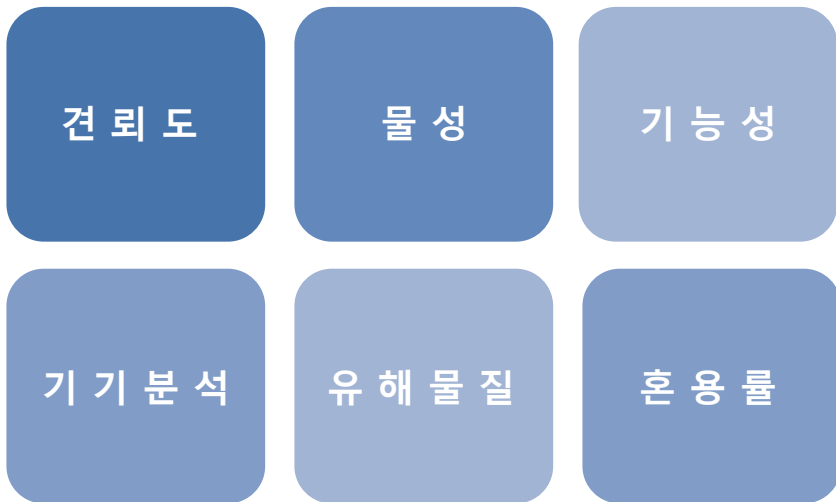 견 뢰 도
물 성
기 능 성
기 기 분 석
유 해 물 질
혼 용 률